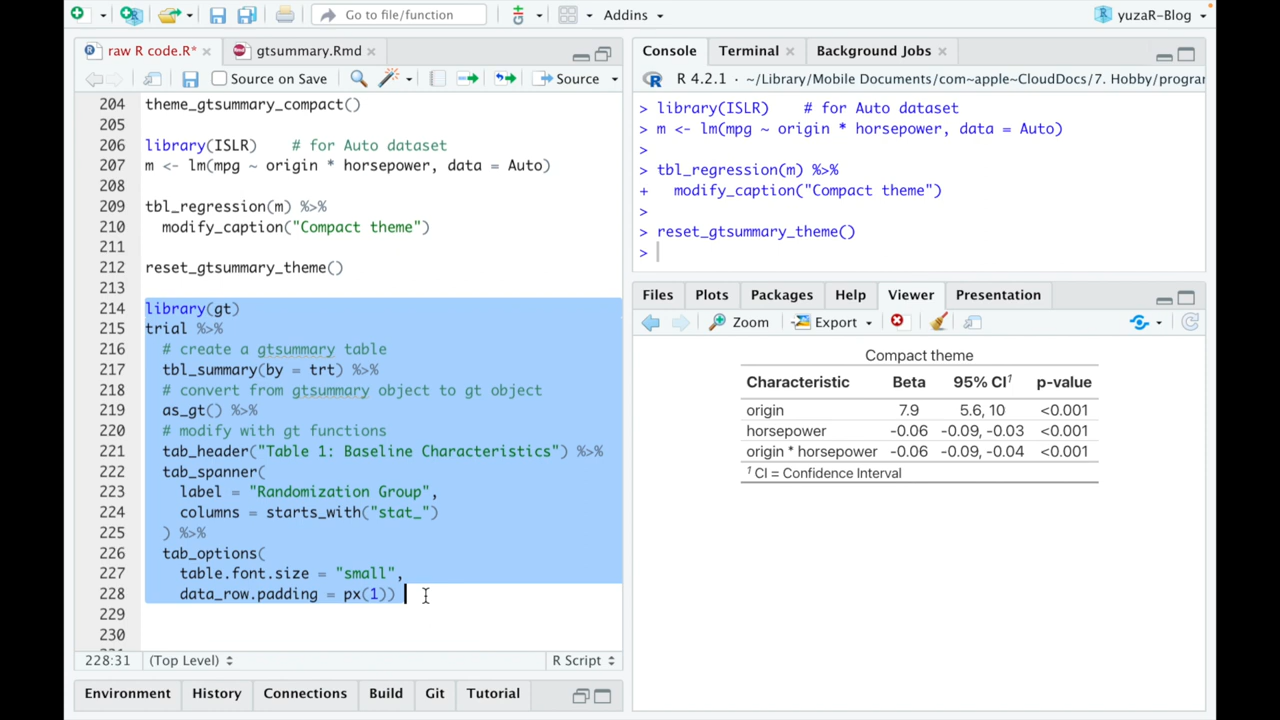 Go to file/function
Addins
yuzaR-Blog
raw R code.R*
gtsummary.Rmd
Source on Save
Source
204 theme_gtsummary_compact()
205
206 library(ISLR)    # for Auto dataset
207 m <- lm(mpg ~ origin * horsepower, data = Auto)
208
209 tbl_regression(m) %>%
210   modify_caption("Compact theme")
211
212 reset_gtsummary_theme()
213
214 library(gt)
215 trial %>%
216   # create a gtsummary table
217   tbl_summary(by = trt) %>%
218   # convert from gtsummary object to gt object
219   as_gt() %>%
220   # modify with gt functions
221   tab_header("Table 1: Baseline Characteristics") %>%
222   tab_spanner(
223     label = "Randomization Group",
224     columns = starts_with("stat_")
225   ) %>%
226   tab_options(
227     table.font.size = "small",
228     data_row.padding = px(1))
229
230
228:31 (Top Level) R Script
Environment History Connections Build Git Tutorial
Console Terminal Background Jobs
R 4.2.1 · ~/Library/Mobile Documents/com~apple~CloudDocs/7. Hobby/progra
> library(ISLR)    # for Auto dataset
> m <- lm(mpg ~ origin * horsepower, data = Auto)
>
> tbl_regression(m) %>%
+   modify_caption("Compact theme")
>
> reset_gtsummary_theme()
>
Files Plots Packages Help Viewer Presentation
Zoom Export
Compact theme
Characteristic Beta 95% CI1 p-value
origin 7.9 5.6, 10 <0.001
horsepower -0.06 -0.09, -0.03 <0.001
origin * horsepower -0.06 -0.09, -0.04 <0.001
1 CI = Confidence Interval